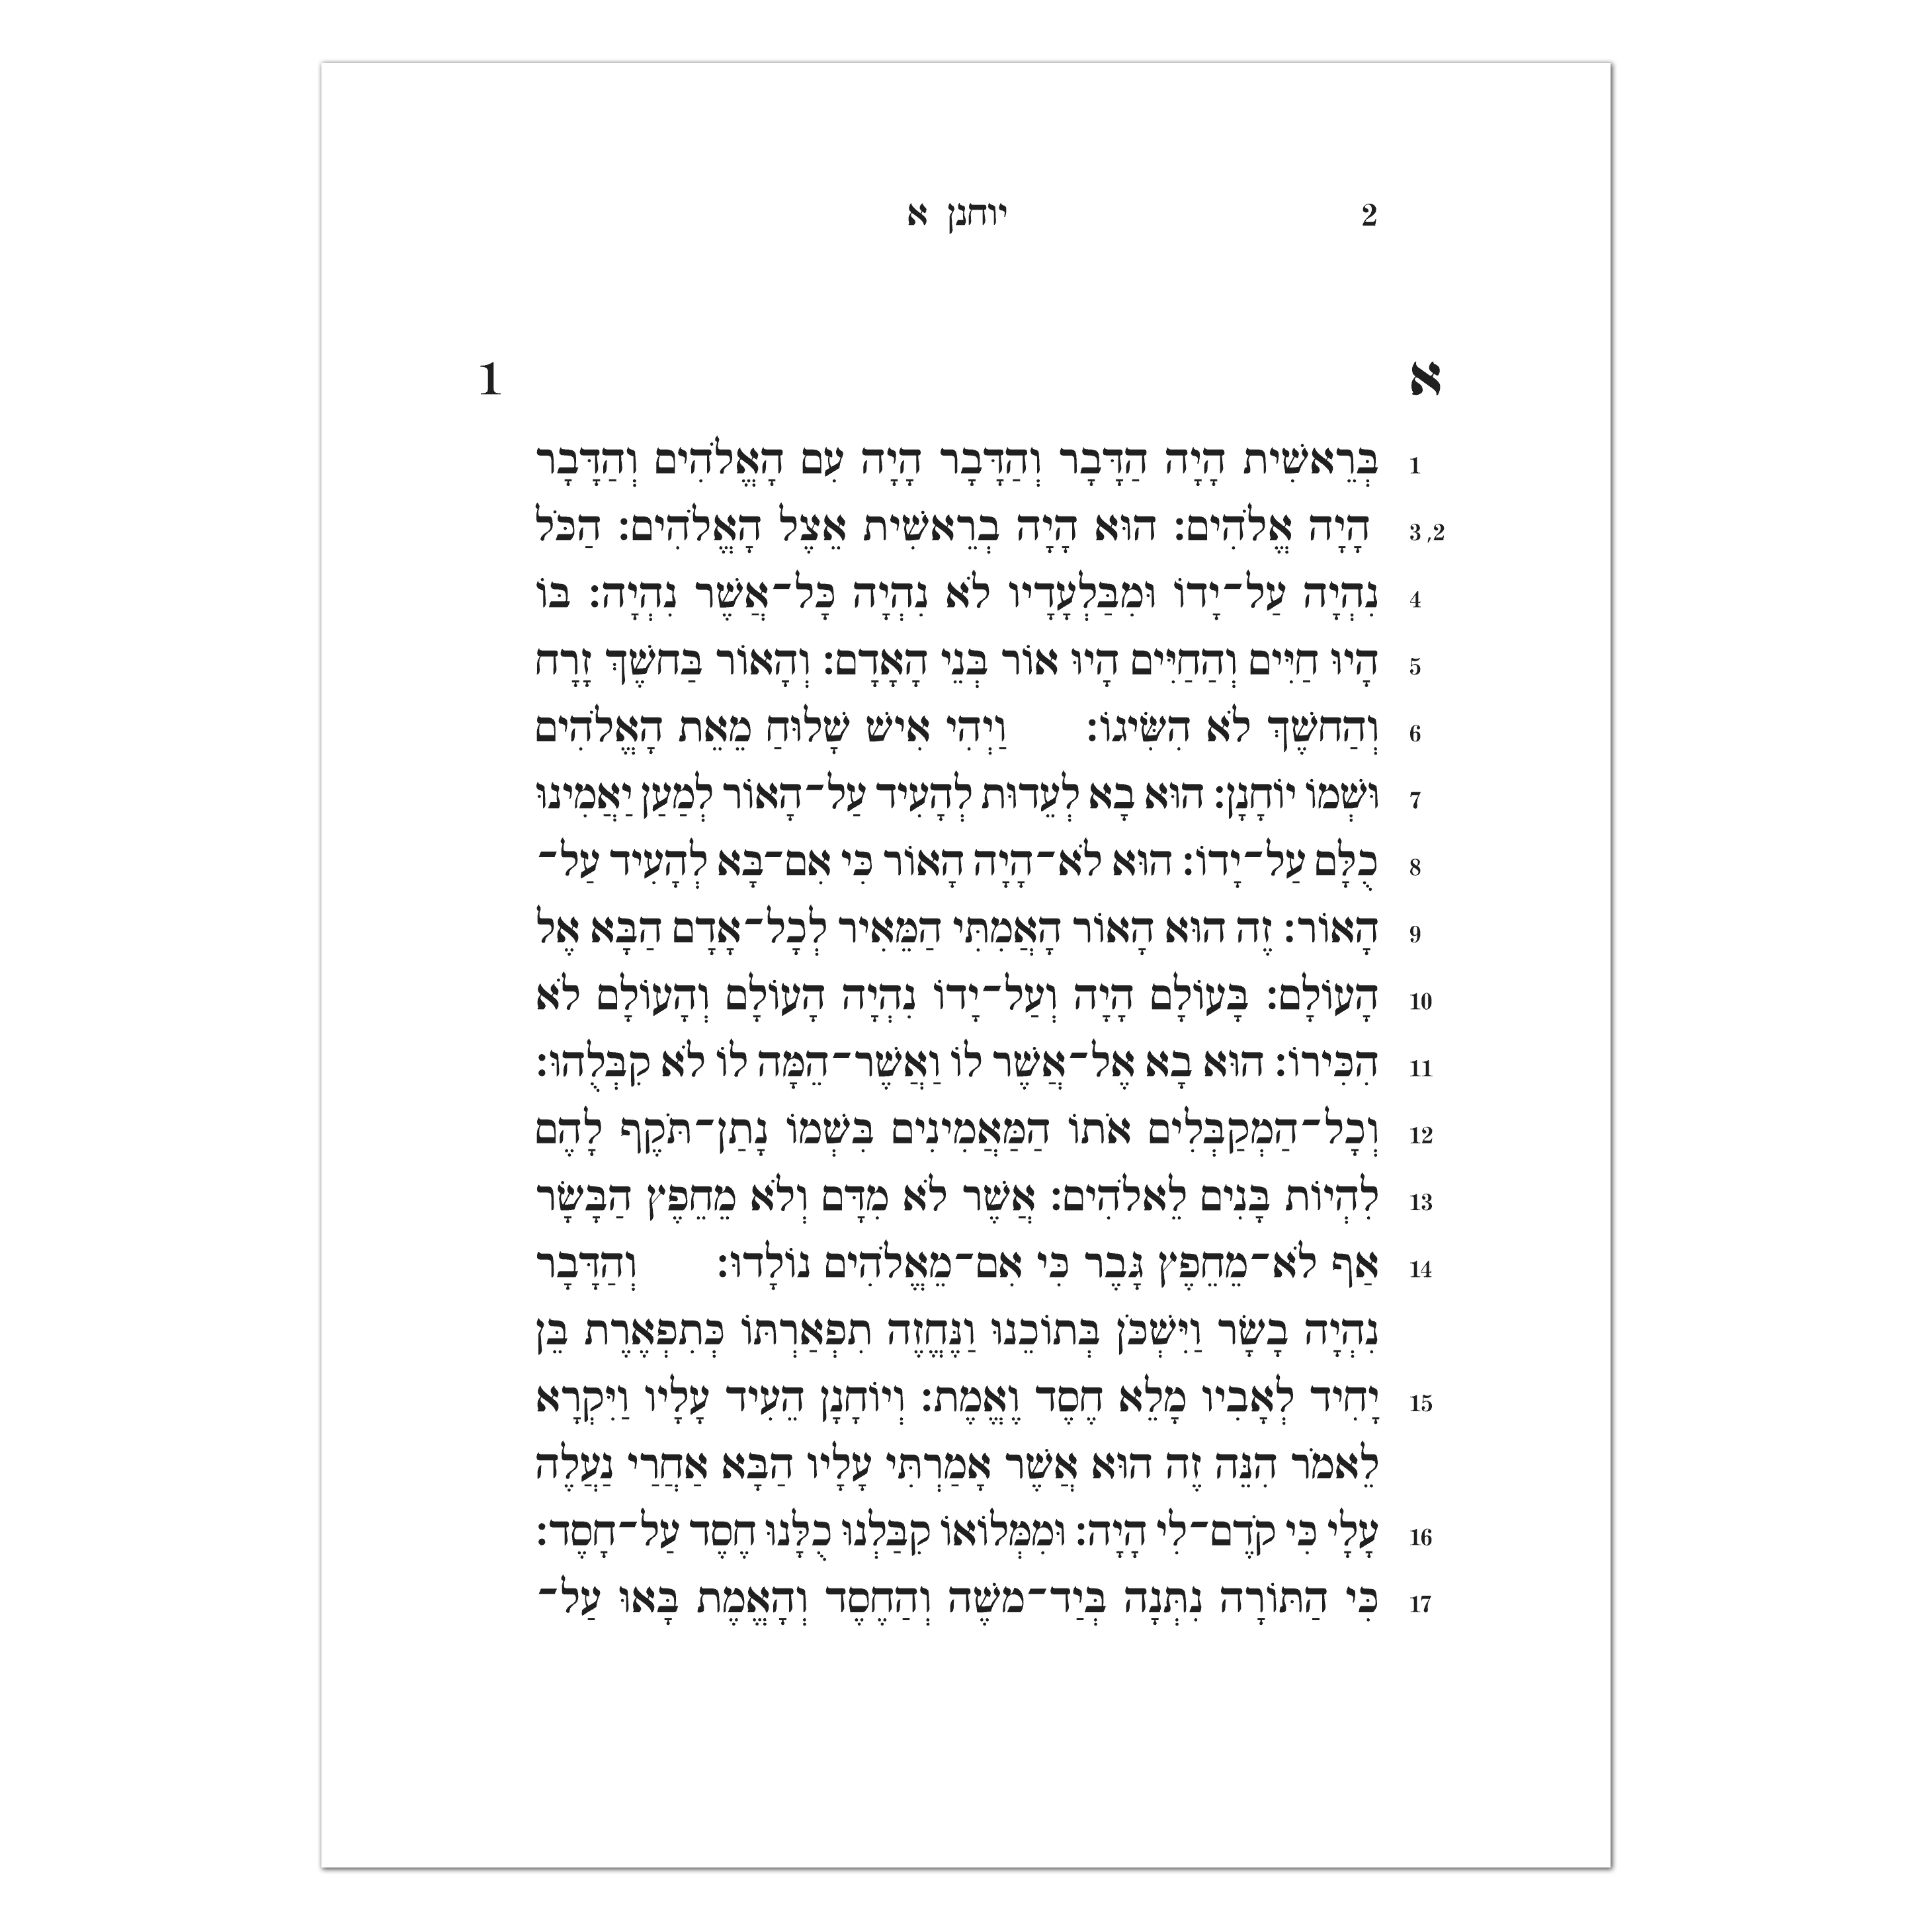 2 יוחנן א
א 1
1 בְּרֵאשִׁית הָיָה הַדָּבָר וְהַדָּבָר הָיָה עִם הָאֱלֹהִים וְהַדָּבָר
3 ,2 הָיָה אֱלֹהִים׃ הוּא הָיָה בְרֵאשִׁית אֵצֶל הָאֱלֹהִים׃ הַכֹּל
4 נִהְיָה עַל־יָדוֹ וּמִבַּלְעָדָיו לֹא נִהְיָה כָּל־אֲשֶׁר נִהְיָה׃ בּוֹ
5 הָיוּ חַיִּים וְהַחַיִּים הָיוּ אוֹר בְּנֵי הָאָדָם׃ וְהָאוֹר בַּחשֶׁךְ זָרָח
6 וְהַחשֶׁךְ לֹא הִשִּׂיגוֹ׃ וַיְהִי אִישׁ שָׁלוּחַ מֵאֵת הָאֱלֹהִים
7 וּשְׁמוֹ יוֹחָנָן׃ הוּא בָא לְעֵדוּת לְהָעִיד עַל־הָאוֹר לְמַעַן יַאֲמִינוּ
8 כֻלָּם עַל־יָדוֹ׃ הוּא לֹא־הָיָה הָאוֹר כִּי אִם־בָּא לְהָעִיד עַל־
9 הָאוֹר׃ זֶה הוּא הָאוֹר הָאֲמִתִּי הַמֵּאִיר לְכָל־אָדָם הַבָּא אֶל
10 הָעוֹלָם׃ בָּעוֹלָם הָיָה וְעַל־יָדוֹ נִהְיָה הָעוֹלָם וְהָעוֹלָם לֹא
11 הִכִּירוֹ׃ הוּא בָא אֶל־אֲשֶׁר לוֹ וַאֲשֶׁר־הֵמָּה לוֹ לֹא קִבְּלֻהוּ׃
12 וְכָל־הַמְקַבְּלִים אֹתוֹ הַמַּאֲמִינִים בִּשְׁמוֹ נָתַן־תֹּקֶף לָהֶם
13 לִהְיוֹת בָּנִים לֵאלֹהִים׃ אֲשֶׁר לֹא מִדָּם וְלֹא מֵחֵפֶץ הַבָּשָׂר
14 אַף לֹא־מֵחֵפֶץ גָּבֶר כִּי אִם־מֵאֱלֹהִים נוֹלָדוּ׃ וְהַדָּבָר
נִהְיָה בָשָׂר וַיִּשְׁכֹּן בְּתוֹכֵנוּ וַנֶּחֱזֶה תִפְאַרְתּוֹ כְּתִפְאֶרֶת בֵּן
15 יָחִיד לְאָבִיו מָלֵא חֶסֶד וֶאֱמֶת׃ וְיוֹחָנָן הֵעִיד עָלָיו וַיִּקְרָא
לֵאמֹר הִנֵּה זֶה הוּא אֲשֶׁר אָמַרְתִּי עָלָיו הַבָּא אַחֲרַי נַעֲלֶה
16 עָלָי כִּי קֹדֶם־לִי הָיָה׃ וּמִמְּלוֹאוֹ קִבַּלְנוּ כֻלָּנוּ חֶסֶד עַל־חָסֶד׃
17 כִּי הַתּוֹרָה נִתְּנָה בְּיַד־משֶׁה וְהַחֶסֶד וְהָאֱמֶת בָּאוּ עַל־